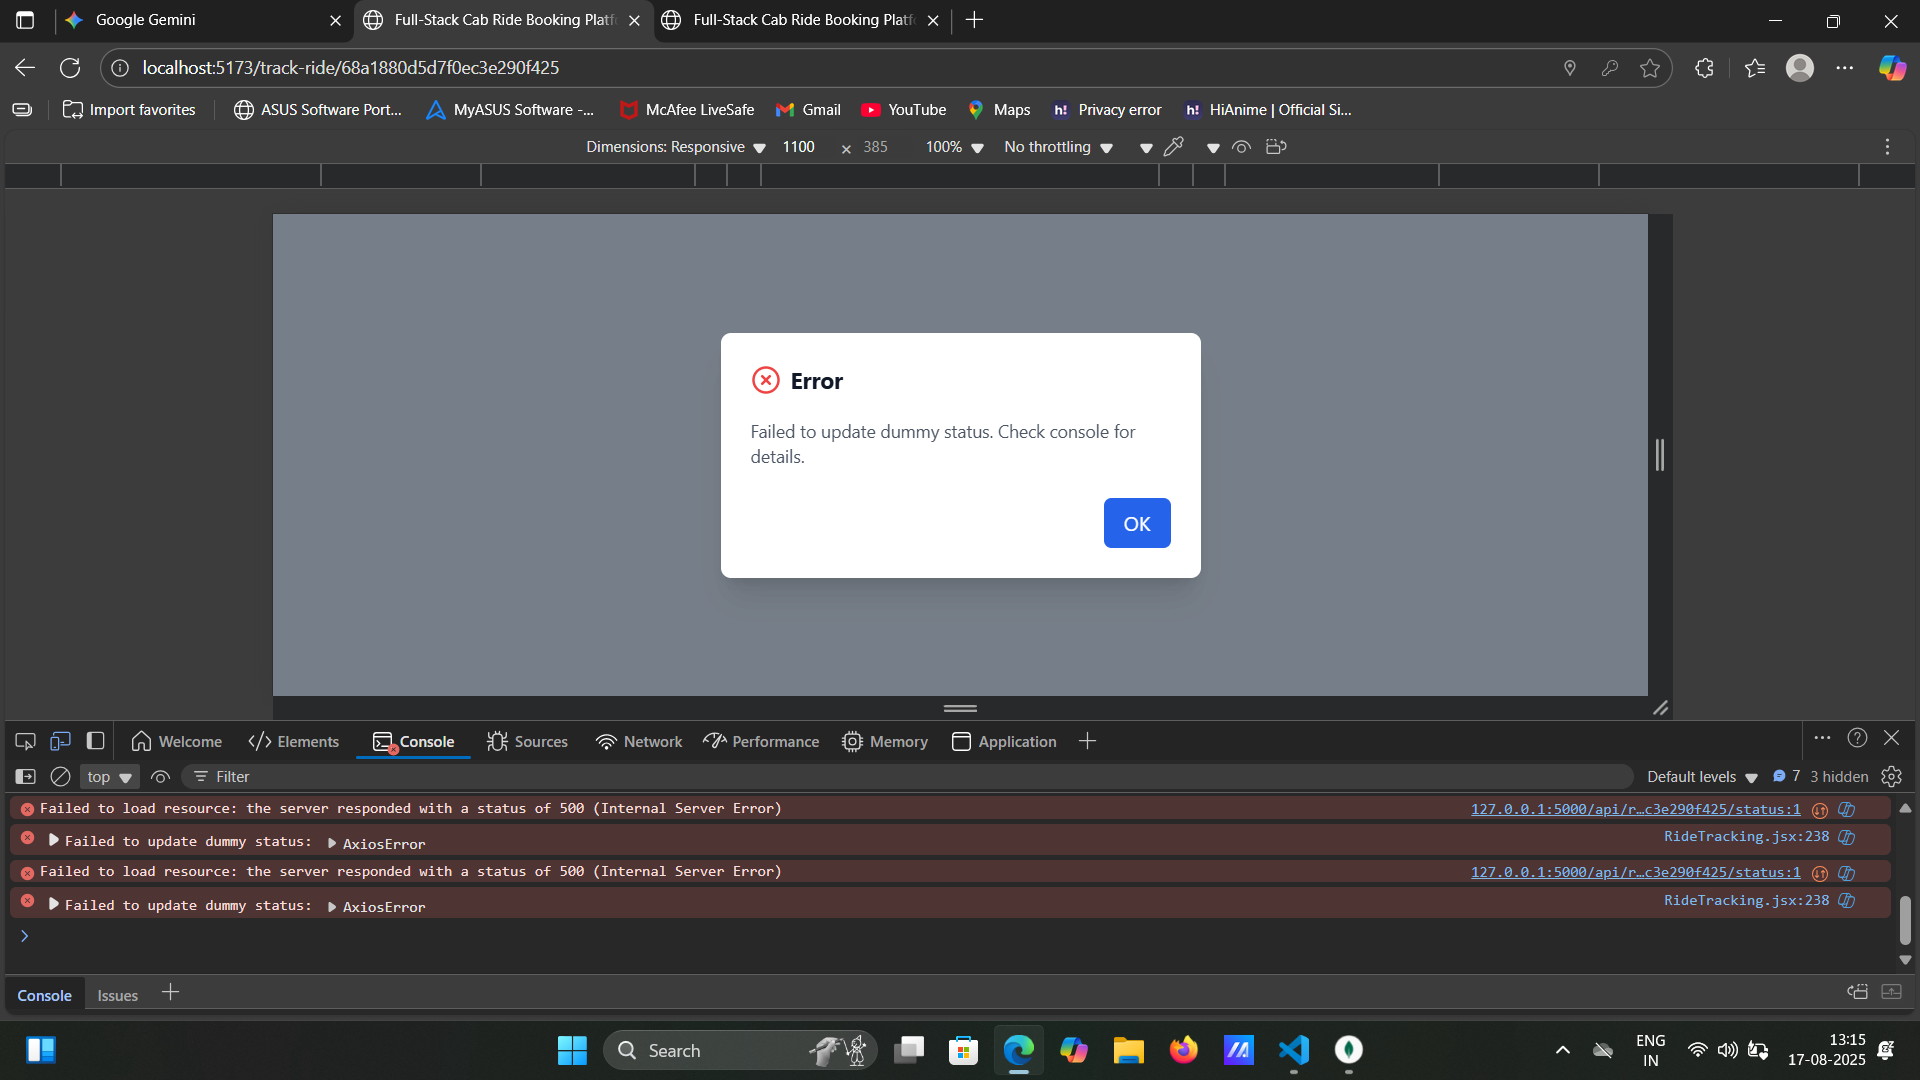 Google Gemini
Full-Stack Cab Ride Booking Platf
Full-Stack Cab Ride Booking Platf
localhost:5173/track-ride/68a1880d5d7f0ec3e290f425
Import favorites
ASUS Software Port...
MyASUS Software -...
McAfee LiveSafe
Gmail
YouTube
Maps
h!
Privacy error
h!
HiAnime | Official Si...
Dimensions: Responsive
1100
×
385
100%
No throttling
Error
Failed to update dummy status. Check console for
details.
OK
Welcome
Elements
Console
Sources
Network
Performance
Memory
Application
top
Filter
Default levels
7
3 hidden
Failed to load resource: the server responded with a status of 500 (Internal Server Error)
127.0.0.1:5000/api/r…c3e290f425/status:1
Failed to update dummy status:
AxiosError
RideTracking.jsx:238
Failed to load resource: the server responded with a status of 500 (Internal Server Error)
127.0.0.1:5000/api/r…c3e290f425/status:1
Failed to update dummy status:
AxiosError
RideTracking.jsx:238
Console
Issues
Search
ENG
IN
13:15
17-08-2025